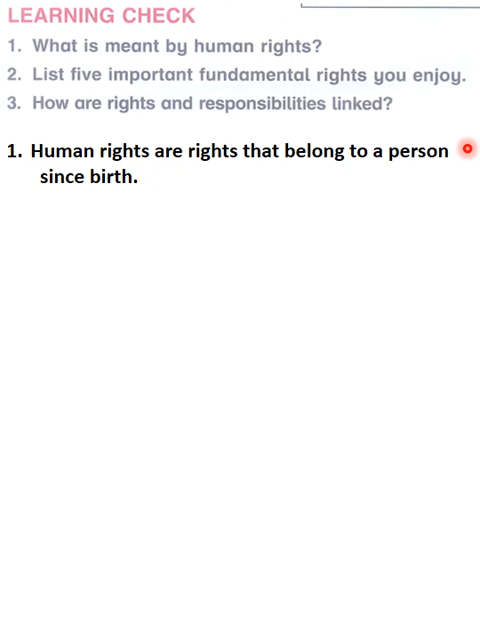 LEARNING CHECK
1. What is meant by human rights?
2. List five important fundamental rights you enjoy.
3. How are rights and responsibilities linked?
1. Human rights are rights that belong to a person
since birth.